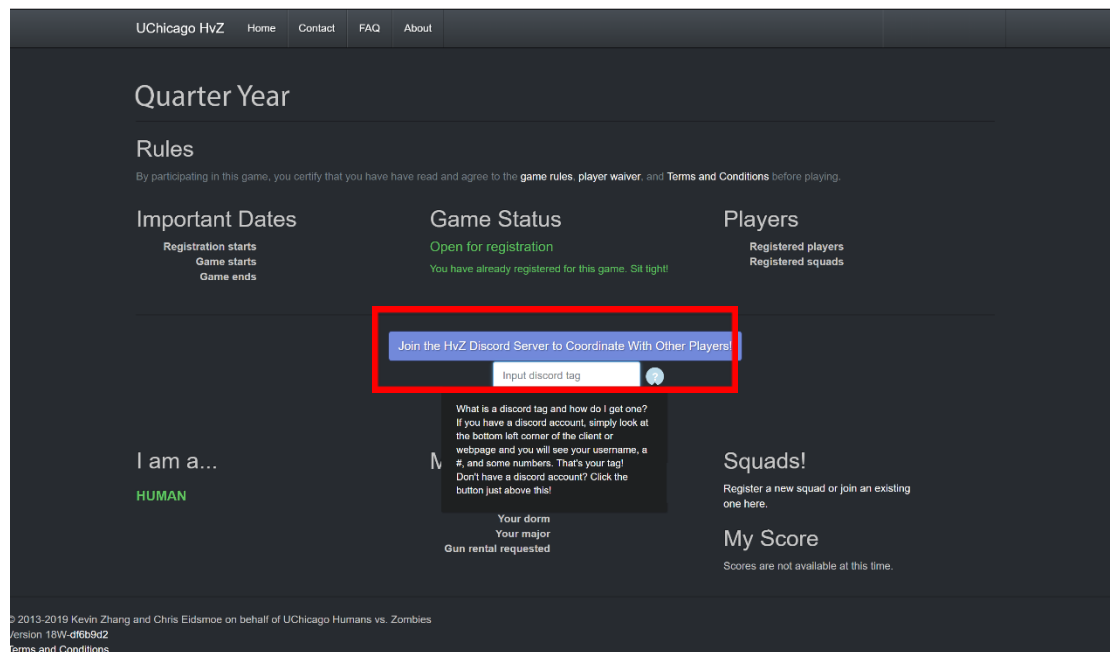 UChicago HvZ Home Contact FAQ About
Quarter Year
Rules
By participating in this game, you certify that you have have read and agree to the game rules, player waiver, and Terms and Conditions before playing.
Important Dates
Registration starts
Game starts
Game ends
Game Status
Open for registration
You have already registered for this game. Sit tight!
Players
Registered players
Registered squads
Join the HvZ Discord Server to Coordinate With Other Players!
Input discord tag ?
What is a discord tag and how do I get one?
If you have a discord account, simply look at
the bottom left corner of the client or
webpage and you will see your username, a
#, and some numbers. That's your tag!
Don't have a discord account? Click the
button just above this!
I am a...
HUMAN
M
Your dorm
Your major
Gun rental requested
Squads!
Register a new squad or join an existing
one here.
My Score
Scores are not available at this time.
© 2013-2019 Kevin Zhang and Chris Eidsmoe on behalf of UChicago Humans vs. Zombies
Version 18W-df6b9d2
Terms and Conditions